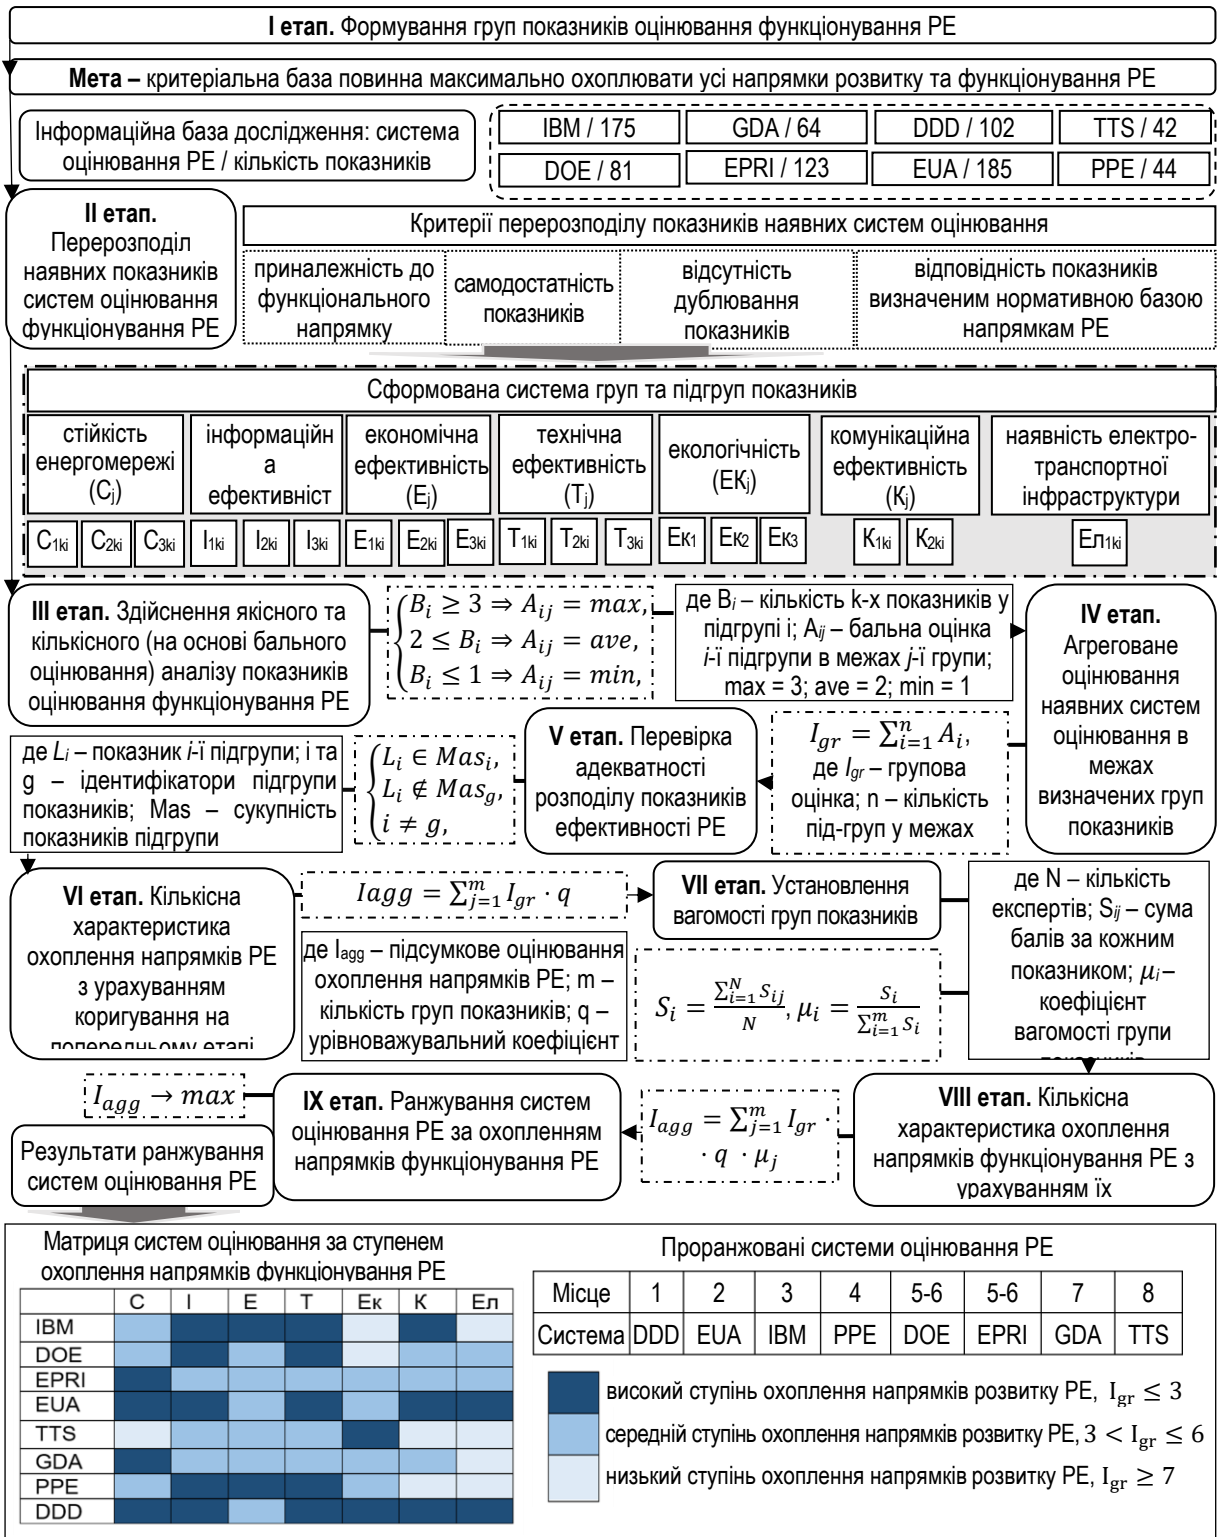 I етап. Формування груп показників оцінювання функціонування РЕ
Мета – критеріальна база повинна максимально охоплювати усі напрямки розвитку та функціонування РЕ
Інформаційна база дослідження: система
оцінювання РЕ / кількість показників
IBM / 175
GDA / 64
DDD / 102
TTS / 42
DOE / 81
EPRI / 123
EUA / 185
PPE / 44
II етап.
Перерозподіл
наявних показників
систем оцінювання
функціонування РЕ
Критерії перерозподілу показників наявних систем оцінювання
приналежність до
функціонального
напрямку
самодостатність
показників
відсутність
дублювання
показників
відповідність показників
визначеним нормативною базою
напрямкам РЕ
Сформована система груп та підгруп показників
стійкість
енергомережі
(Cj)
інформаційн
а
ефективніст
економічна
ефективність
(Ej)
технічна
ефективність
(Tj)
екологічність
(ЕКj)
комунікаційна
ефективність
(Кj)
наявність електро-
транспортної
інфраструктури
C1ki C2ki C3ki I1ki I2ki I3ki E1ki E2ki E3ki T1ki T2ki T3ki Ек1 Ек2 Ек3 К1ki К2ki Ел1ki
III етап. Здійснення якісного та
кількісного (на основі бального
оцінювання) аналізу показників
оцінювання функціонування РЕ
Bi ≥ 3 ⇒ Aij = max,
2 ≤ Bi ⇒ Aij = ave,
Bi ≤ 1 ⇒ Aij = min,
де Bi – кількість k-х показників у
підгрупі і; Aij – бальна оцінка
i-ї підгрупи в межах j-ї групи;
max = 3; ave = 2; min = 1
IV етап.
Агреговане
оцінювання
наявних систем
оцінювання в
межах
визначених груп
показників
Igr = ∑ni=1 Ai,
де Igr – групова
оцінка; n – кількість
під-груп у межах
V етап. Перевірка
адекватності
розподілу показників
ефективності РЕ
Li ∈ Masi,
Li ∉ Masg,
i ≠ g,
де Li – показник i-ї підгрупи; і та
g – ідентифікатори підгрупи
показників; Mas – сукупність
показників підгрупи
VI етап. Кількісна
характеристика
охоплення напрямків РЕ
з урахуванням
коригування на
попередньому етапі
Iagg = ∑mj=1 Igr · q
де Iagg – підсумкове оцінювання
охоплення напрямків РЕ; m –
кількість груп показників; q –
урівноважувальний коефіцієнт
VII етап. Установлення
вагомості груп показників
Si = ∑Ni=1 Sij / N, μi = Si / ∑mi=1 Si
де N – кількість
експертів; Sij – сума
балів за кожним
показником; μi –
коефіцієнт
вагомості групи
показників
VIII етап. Кількісна
характеристика охоплення
напрямків функціонування РЕ з
урахуванням їх
Iagg = ∑mj=1 Igr ·
· q · μj
IX етап. Ранжування систем
оцінювання РЕ за охопленням
напрямків функціонування РЕ
Iagg → max
Результати ранжування
систем оцінювання РЕ
Матриця систем оцінювання за ступенем
охоплення напрямків функціонування РЕ
C I E T Ек К Ел
IBM
DOE
EPRI
EUA
TTS
GDA
PPE
DDD
Проранжовані системи оцінювання РЕ
Місце 1 2 3 4 5-6 5-6 7 8
Система DDD EUA IBM PPE DOE EPRI GDA TTS
високий ступінь охоплення напрямків розвитку РЕ, Igr ≤ 3
середній ступінь охоплення напрямків розвитку РЕ, 3 < Igr ≤ 6
низький ступінь охоплення напрямків розвитку РЕ, Igr ≥ 7